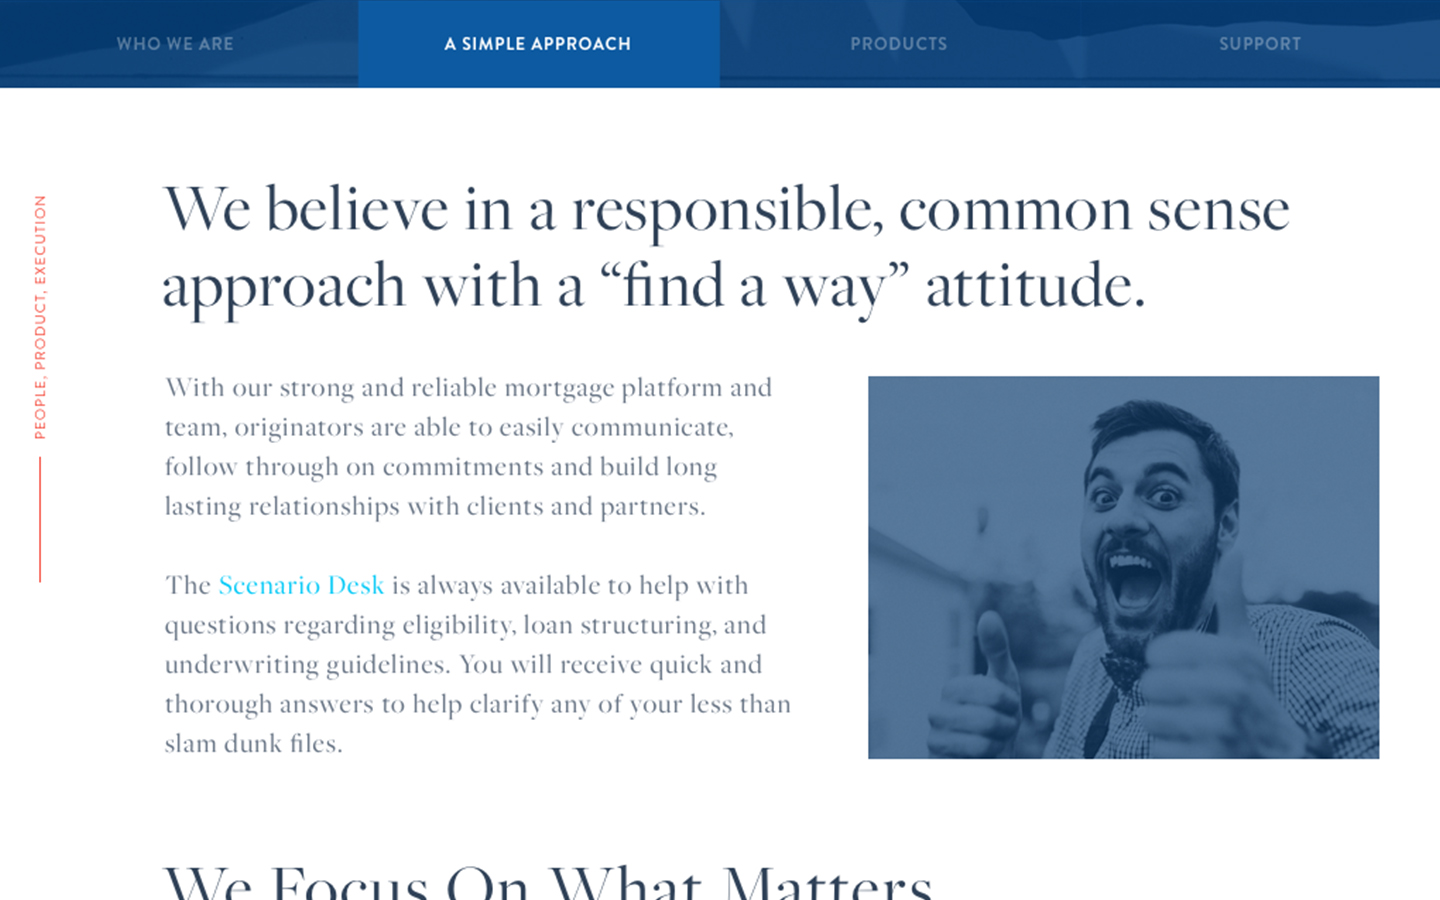 WHO WE ARE
A SIMPLE APPROACH
PRODUCTS
SUPPORT
PEOPLE, PRODUCT, EXECUTION
We believe in a responsible, common sense
approach with a “find a way” attitude.
With our strong and reliable mortgage platform and
team, originators are able to easily communicate,
follow through on commitments and build long
lasting relationships with clients and partners.
The Scenario Desk is always available to help with
questions regarding eligibility, loan structuring, and
underwriting guidelines. You will receive quick and
thorough answers to help clarify any of your less than
slam dunk files.
We Focus On What Matters